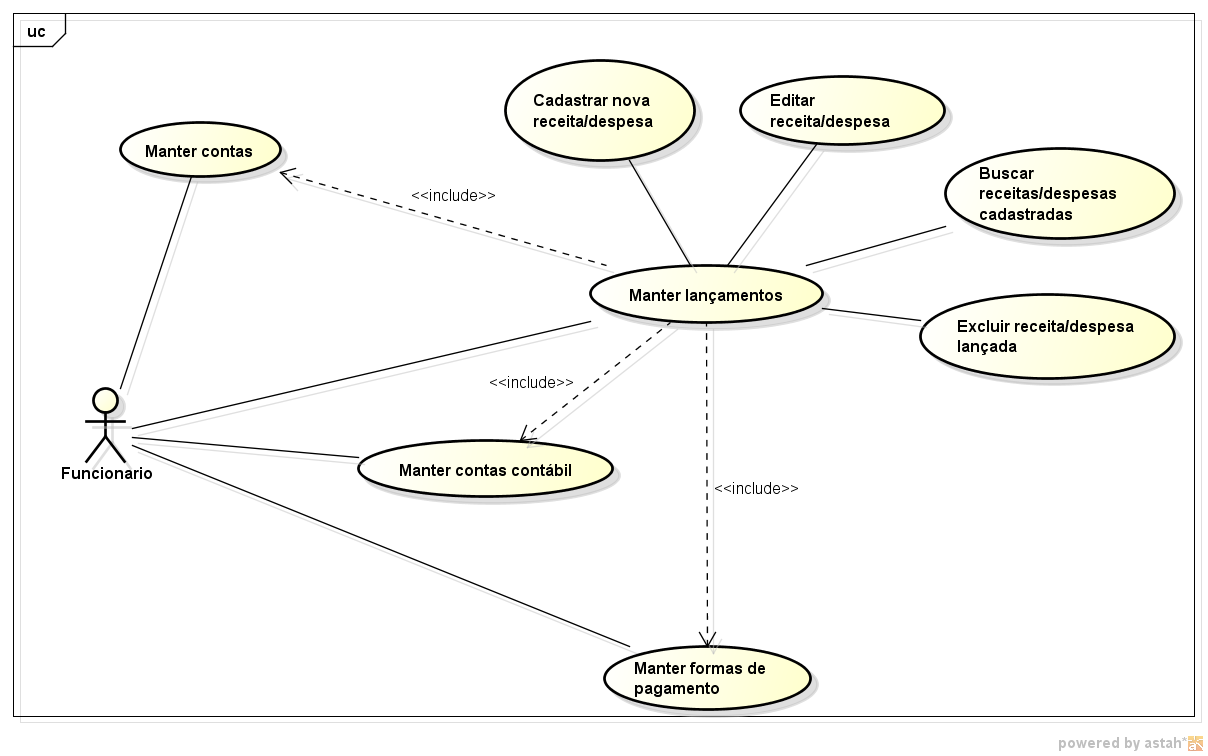 uc
Cadastrar nova
receita/despesa
Editar
receita/despesa
Manter contas
Buscar
receitas/despesas
cadastradas
<<include>>
Manter lançamentos
Excluir receita/despesa
lançada
<<include>>
Funcionario
Manter contas contábil
<<include>>
Manter formas de
pagamento
powered by astah*